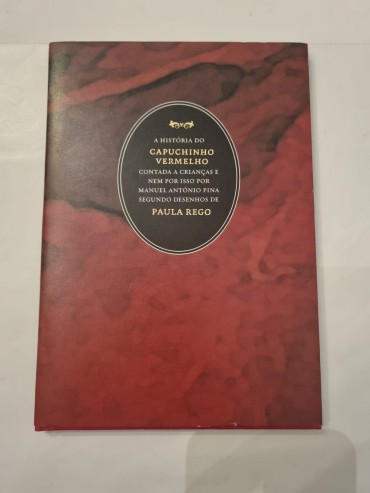 A HISTÓRIA DO
CAPUCHINHO
VERMELHO
CONTADA A CRIANÇAS E
NEM POR ISSO POR
MANUEL ANTÓNIO PINA
SEGUNDO DESENHOS DE
PAULA REGO